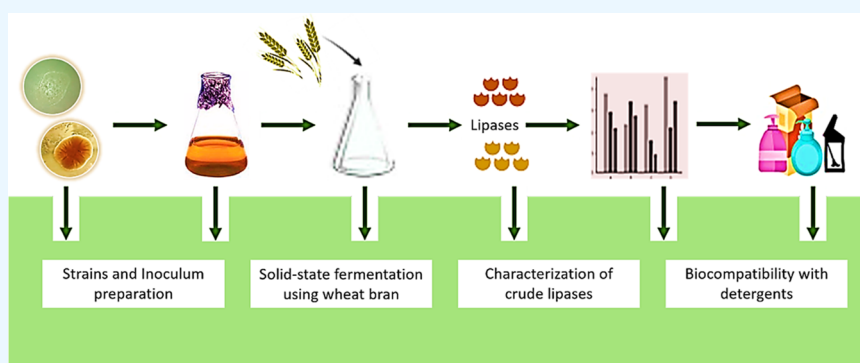 Lipases
Strains and Inoculum
preparation
Solid-state fermentation
using wheat bran
Characterization of
crude lipases
Biocompatibility with
detergents